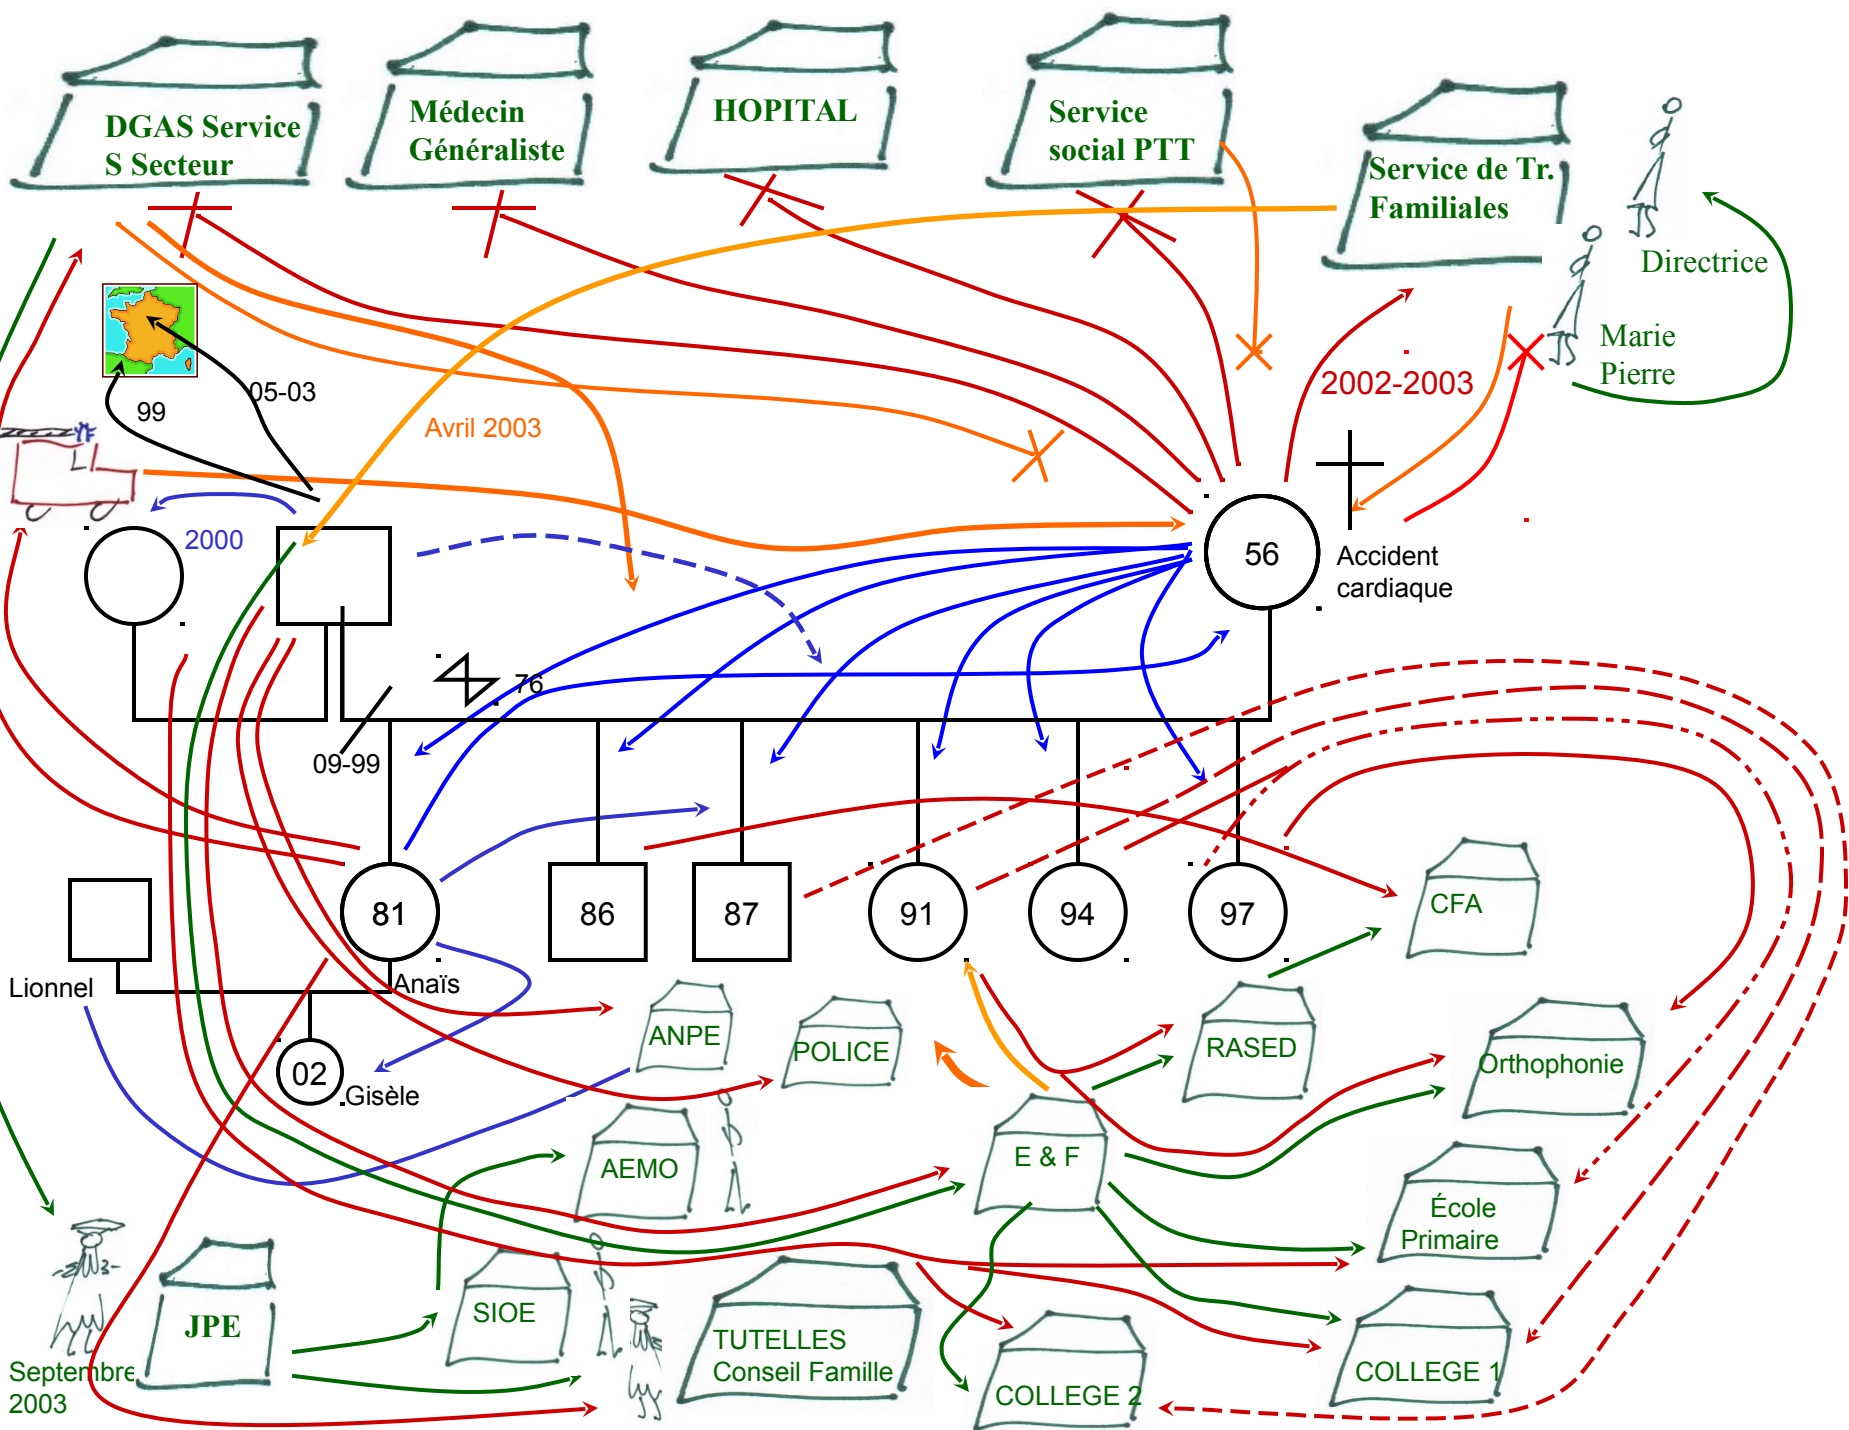 DGAS Service
S Secteur
Médecin
Généraliste
HOPITAL
Service
social PTT
Service de Tr.
Familiales
Directrice
Marie
Pierre
2002-2003
05-03
99
Avril 2003
2000
56
Accident
cardiaque
76
09-99
81
86
87
91
94
97
CFA
Lionnel
Anaïs
ANPE
POLICE
RASED
Orthophonie
02
Gisèle
AEMO
E & F
École
Primaire
JPE
SIOE
TUTELLES
Conseil Famille
COLLEGE 2
COLLEGE 1
Septembre
2003